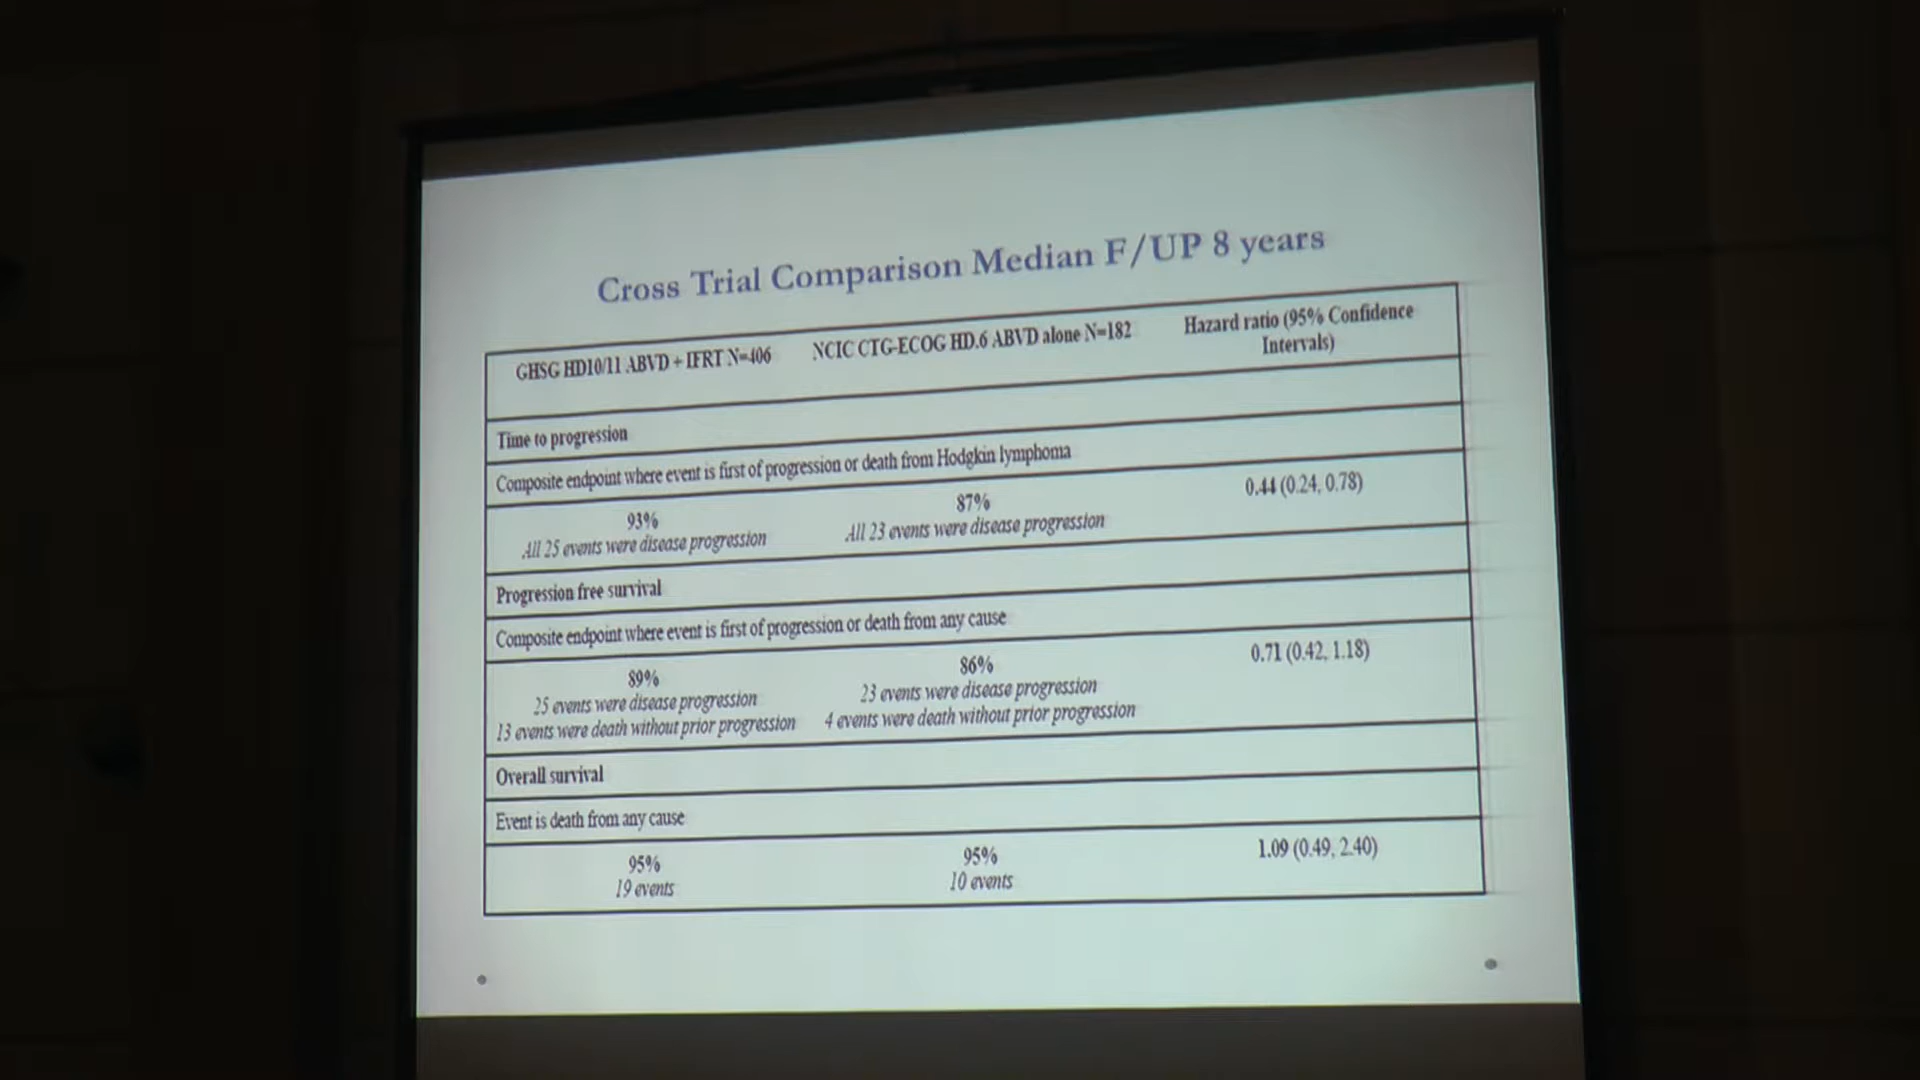 Cross Trial Comparison Median F/UP 8 years
GHSG HD10/11 ABVD + IFRT N=406
NCIC CTG-ECOG HD.6 ABVD alone N=182
Hazard ratio (95% Confidence
Intervals)
Time to progression
Composite endpoint where event is first of progression or death from Hodgkin lymphoma
93%
All 25 events were disease progression
87%
All 23 events were disease progression
0.44 (0.24, 0.78)
Progression free survival
Composite endpoint where event is first of progression or death from any cause
89%
25 events were disease progression
13 events were death without prior progression
86%
23 events were disease progression
4 events were death without prior progression
0.71 (0.42, 1.18)
Overall survival
Event is death from any cause
95%
19 events
95%
10 events
1.09 (0.49, 2.40)